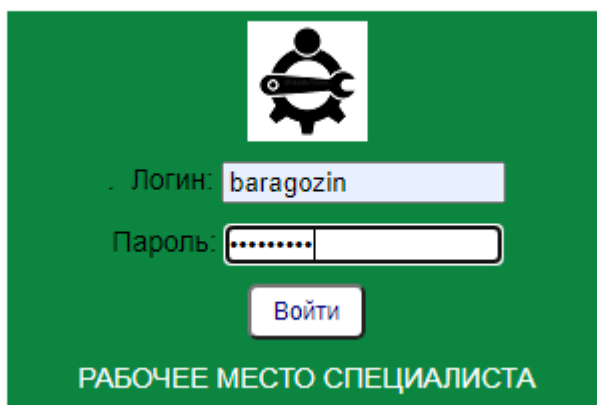 . Логин: baragozin
Пароль: •••••••••
Войти
РАБОЧЕЕ МЕСТО СПЕЦИАЛИСТА